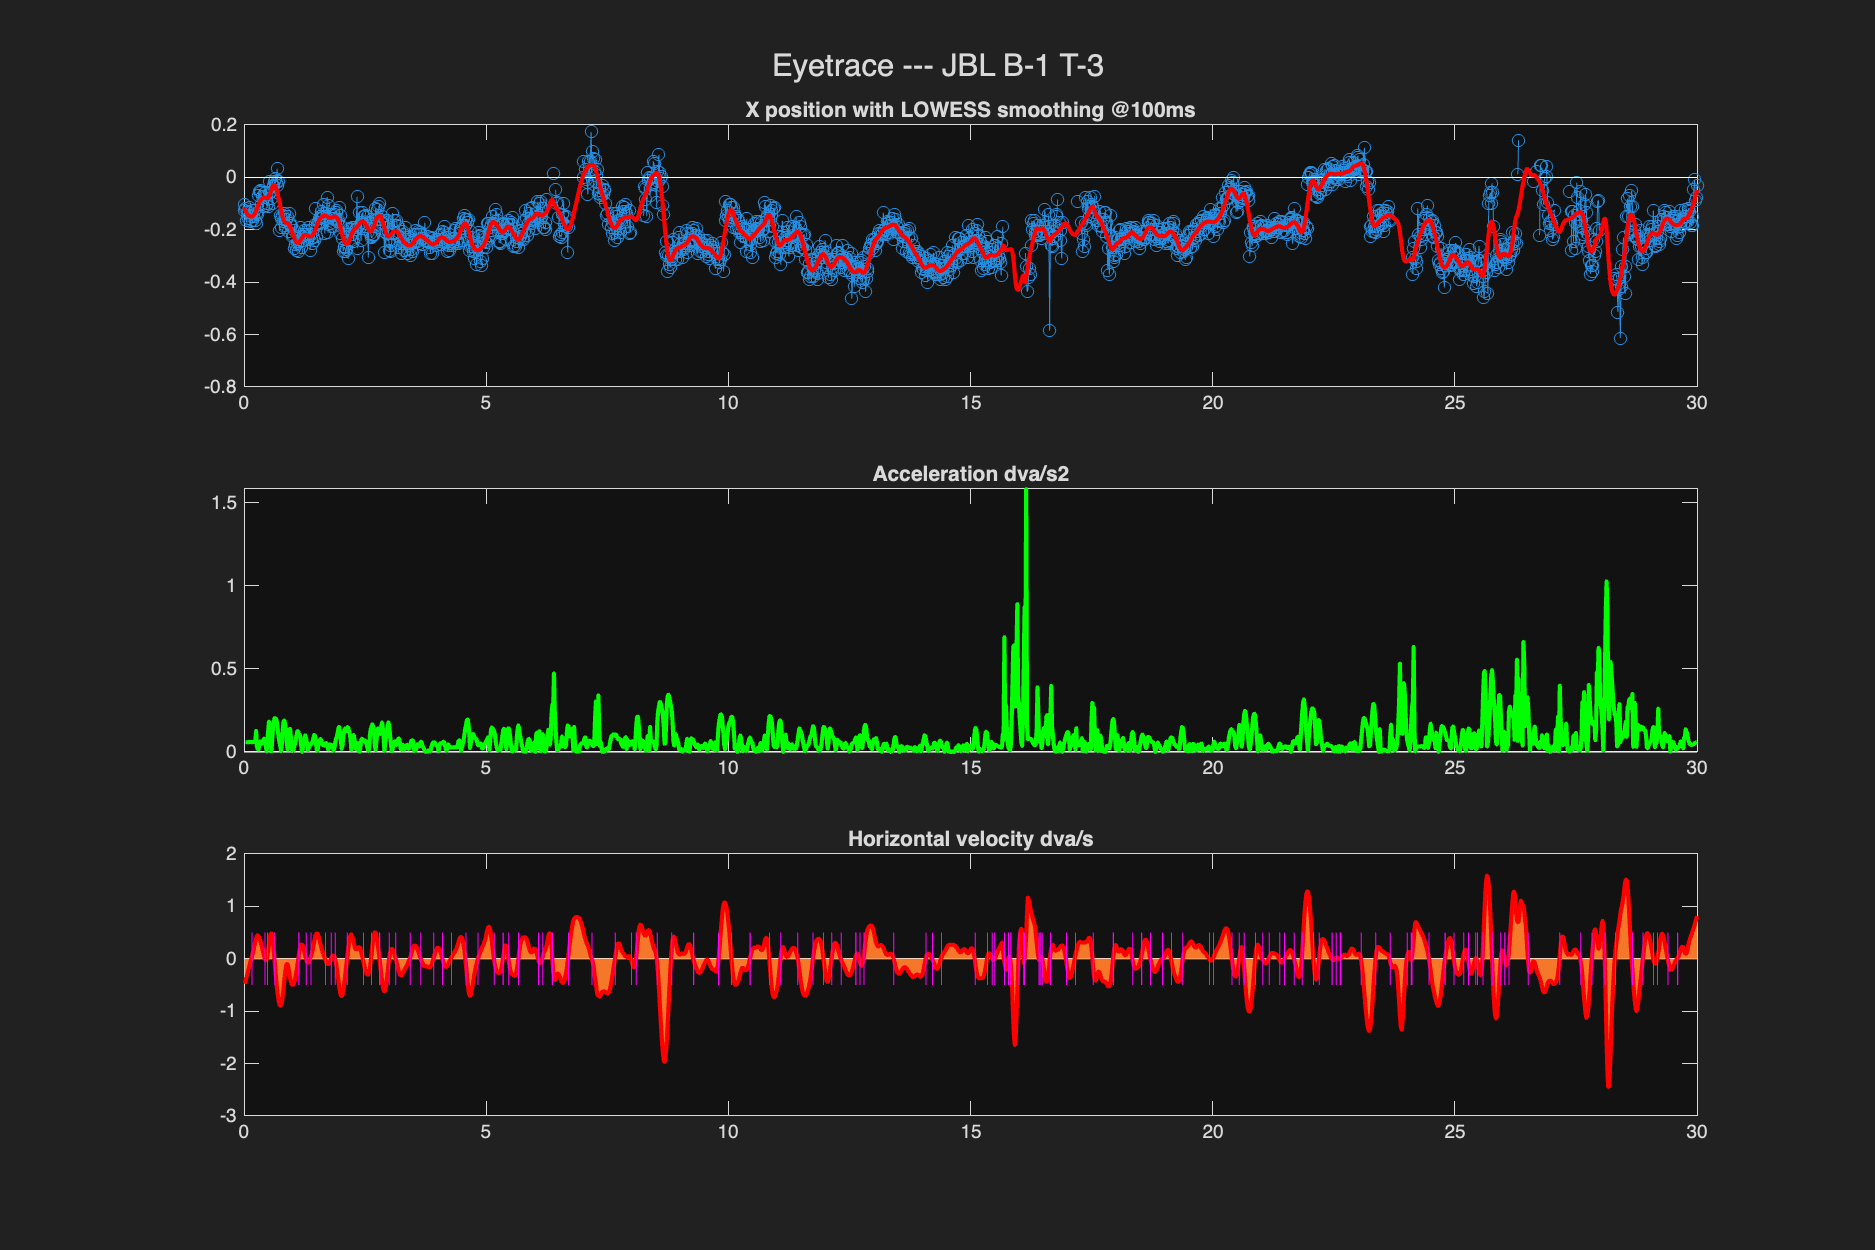 Eyetrace --- JBL B-1 T-3
X position with LOWESS smoothing @100ms
0.2
0
-0.2
-0.4
-0.6
-0.8
0 5 10 15 20 25 30
Acceleration dva/s2
1.5
1
0.5
0
0 5 10 15 20 25 30
Horizontal velocity dva/s
2
1
0
-1
-2
-3
0 5 10 15 20 25 30